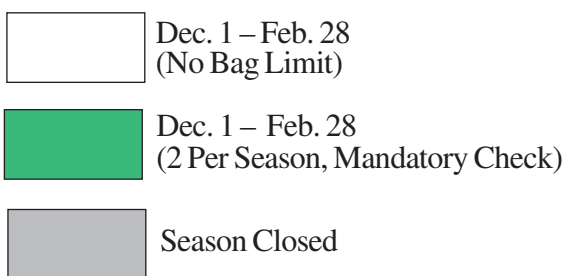 Dec. 1 – Feb. 28
(No Bag Limit)
Dec. 1 – Feb. 28
(2 Per Season, Mandatory Check)
Season Closed